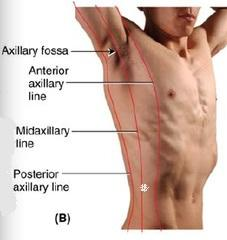 Axillary fossa
Anterior
axillary
line
Midaxillary
line
Posterior
axillary line
(B)